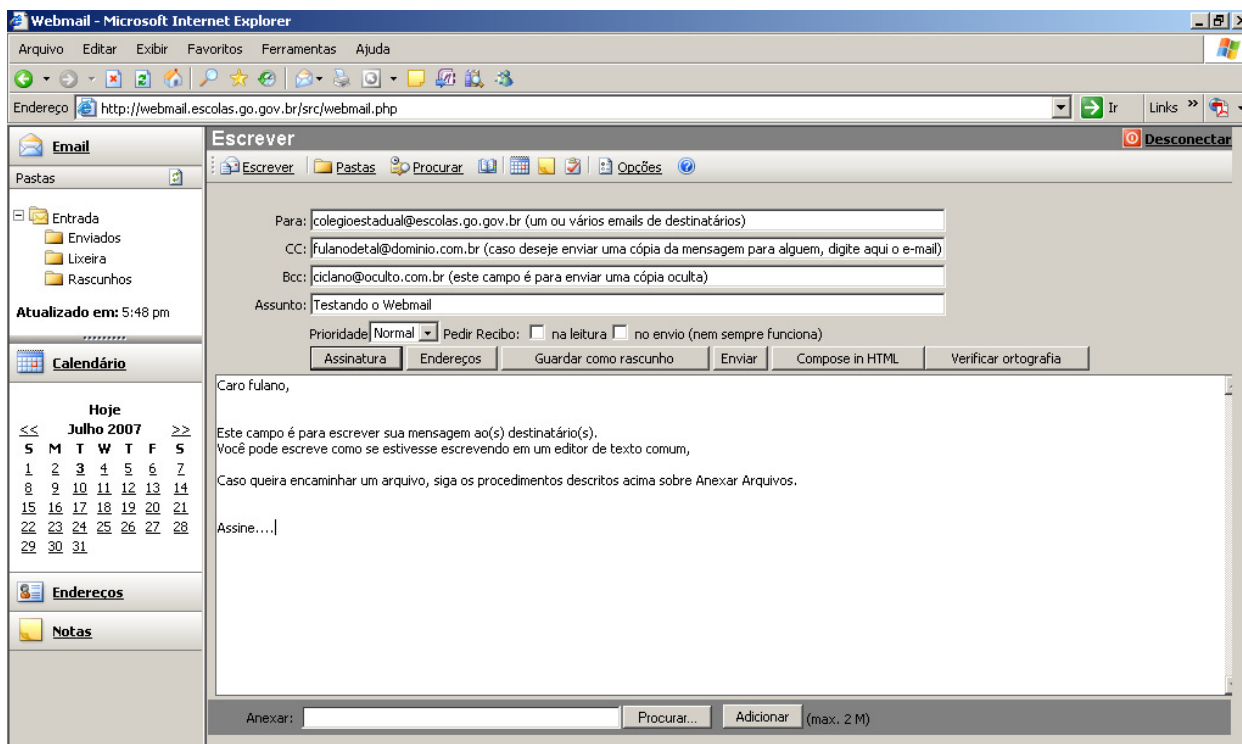 Webmail - Microsoft Internet Explorer
Arquivo Editar Exibir Favoritos Ferramentas Ajuda
Endereço http://webmail.escolas.go.gov.br/src/webmail.php Ir Links »
Email
Pastas
Entrada
Enviados
Lixeira
Rascunhos
Atualizado em: 5:48 pm
Calendário
Hoje
<< Julho 2007 >>
S M T W T F S
1 2 3 4 5 6 7
8 9 10 11 12 13 14
15 16 17 18 19 20 21
22 23 24 25 26 27 28
29 30 31
Endereços
Notas
Escrever Desconectar
Escrever Pastas Procurar Opções
Para: colegioestadual@escolas.go.gov.br (um ou vários emails de destinatários)
CC: fulanodetal@dominio.com.br (caso deseje enviar uma cópia da mensagem para alguem, digite aqui o e-mail)
Bcc: ciclano@oculto.com.br (este campo é para enviar uma cópia oculta)
Assunto: Testando o Webmail
Prioridade Normal Pedir Recibo: na leitura no envio (nem sempre funciona)
Assinatura Endereços Guardar como rascunho Enviar Compose in HTML Verificar ortografia
Caro fulano,
Este campo é para escrever sua mensagem ao(s) destinatário(s).
Você pode escreve como se estivesse escrevendo em um editor de texto comum,
Caso queira encaminhar um arquivo, siga os procedimentos descritos acima sobre Anexar Arquivos.
Assine....
Anexar: Procurar... Adicionar (max. 2 M)